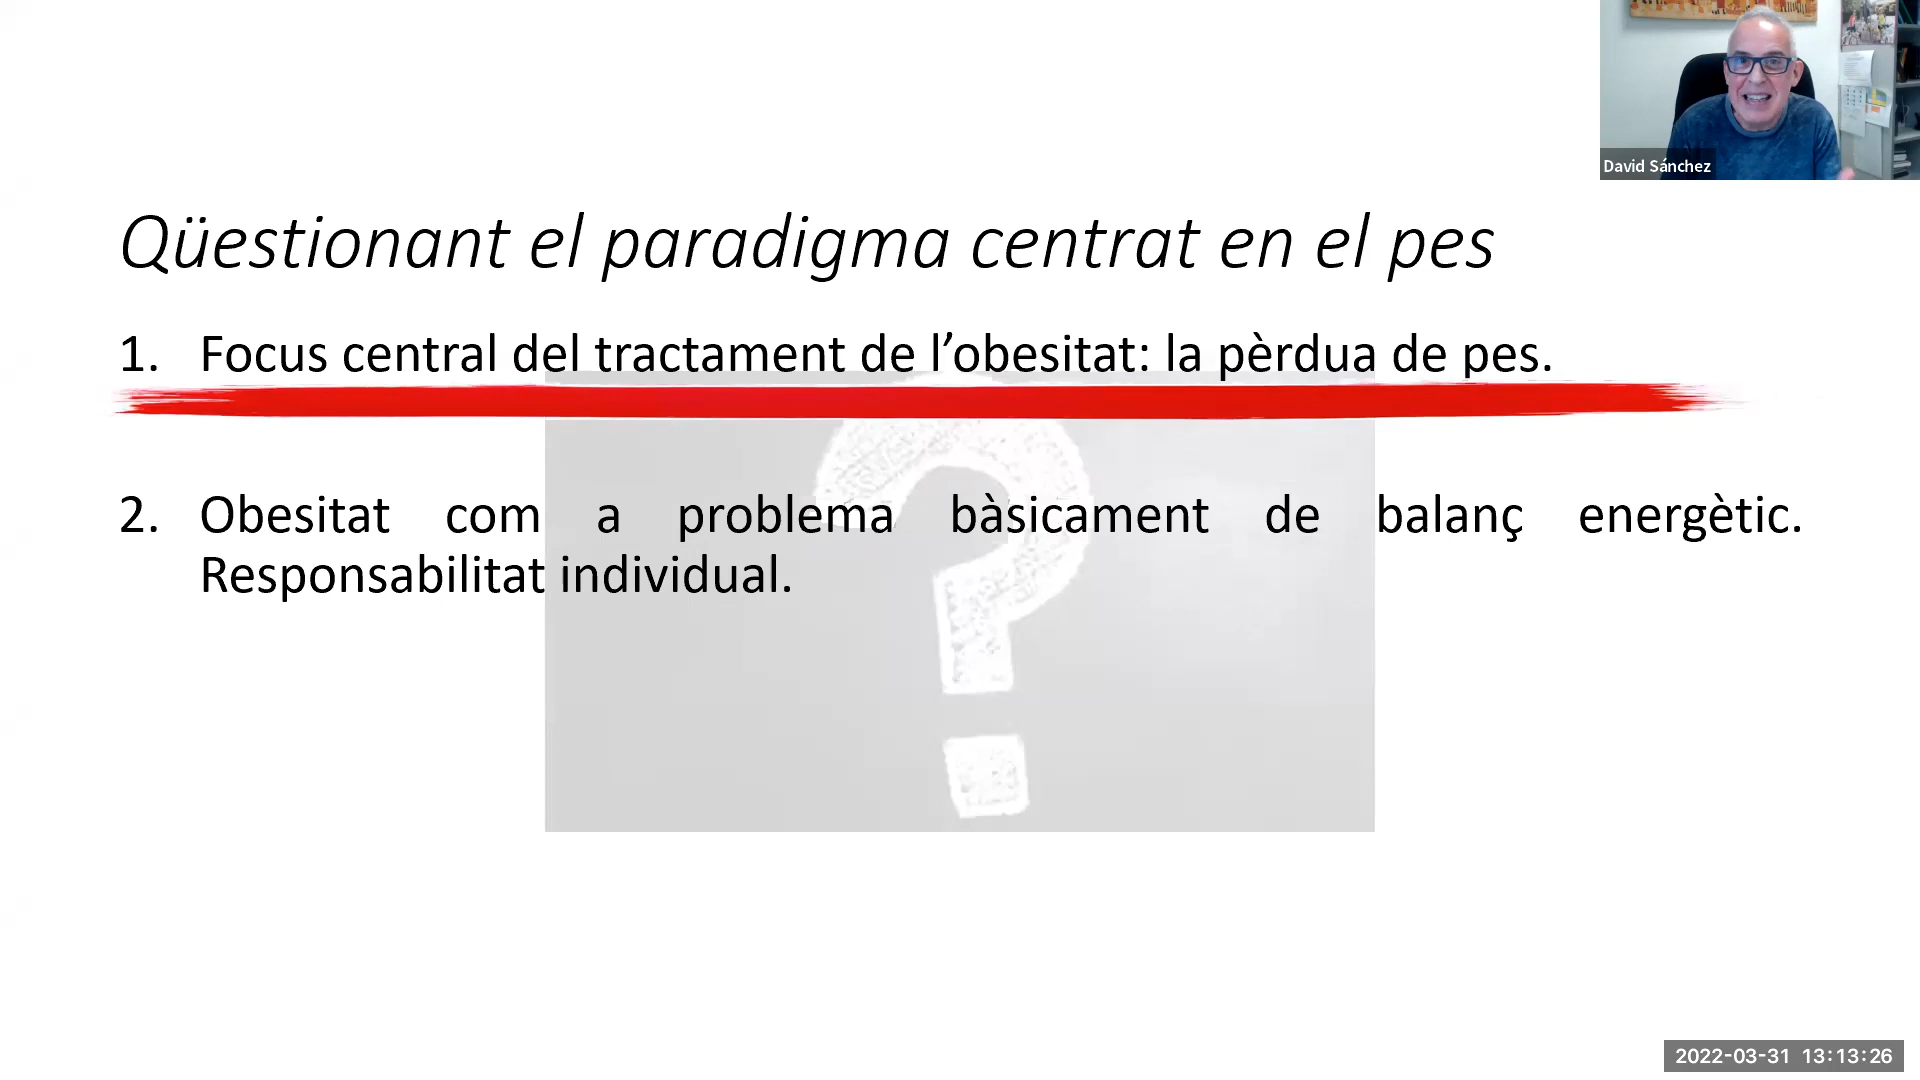 David Sánchez
Qüestionant el paradigma centrat en el pes
1. Focus central del tractament de l’obesitat: la pèrdua de pes.
2. Obesitat com a problema bàsicament de balanç energètic.
Responsabilitat individual.
2022-03-31 13:13:26